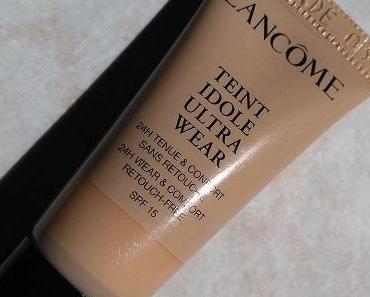 LANCÔME
TEINT
IDOLE
ULTRA
WEAR
24H TENUE & CONFORT
SANS RETOUCHE
24H WEAR & COMFORT
RETOUCH-FREE
SPF 15